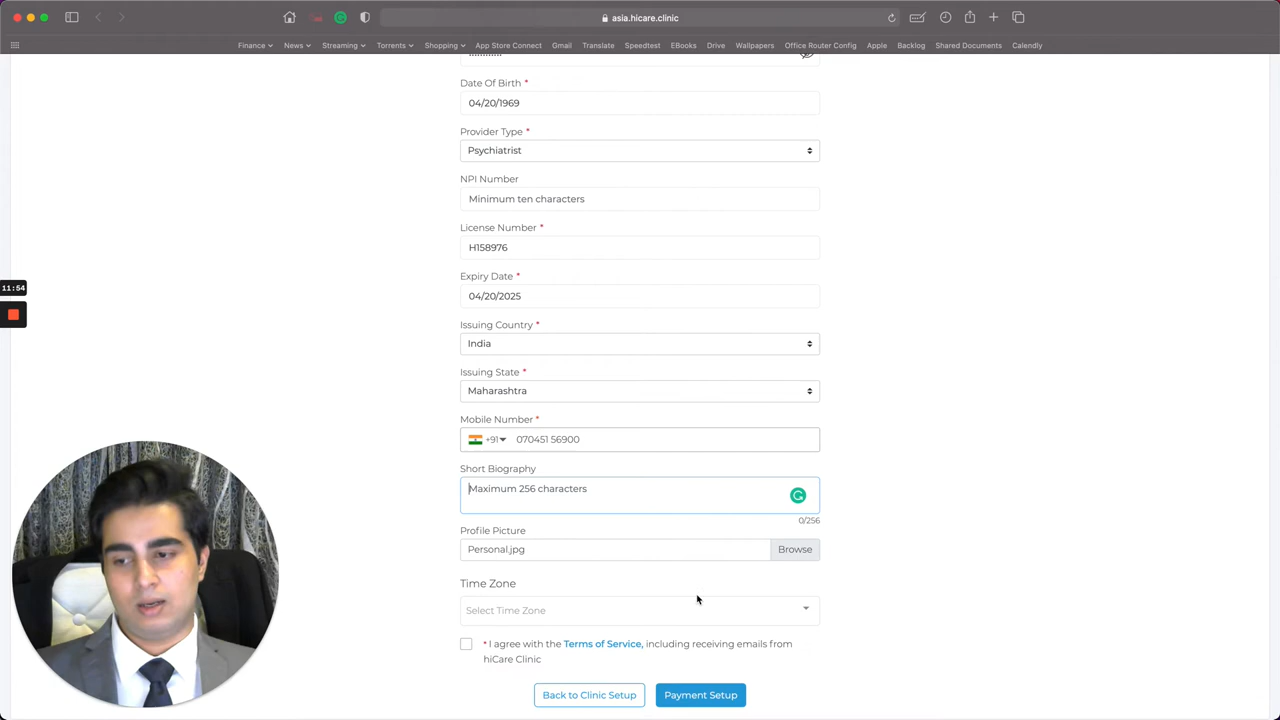 asia.hicare.clinic
Finance News Streaming Torrents Shopping App Store Connect Gmail Translate Speedtest EBooks Drive Wallpapers Office Router Config Apple Backlog Shared Documents Calendly
Date Of Birth *
04/20/1969
Provider Type *
Psychiatrist
NPI Number
Minimum ten characters
License Number *
H158976
Expiry Date *
04/20/2025
11:54
Issuing Country *
India
Issuing State *
Maharashtra
Mobile Number *
+91 070451 56900
Short Biography
Maximum 256 characters
0/256
Profile Picture
Personal.jpg Browse
Time Zone
Select Time Zone
* I agree with the Terms of Service, including receiving emails from
hiCare Clinic
Back to Clinic Setup Payment Setup